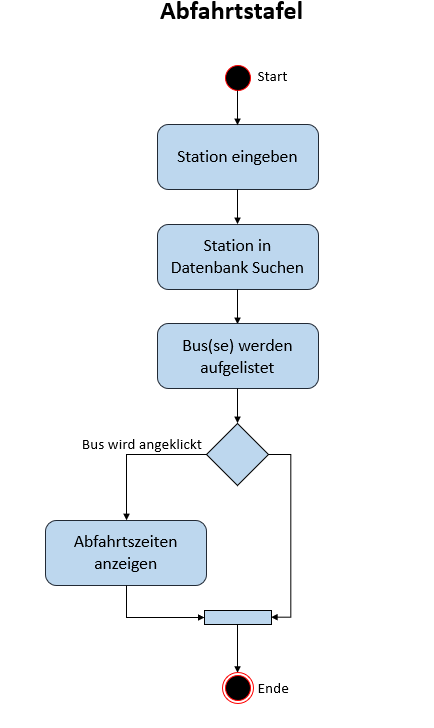 Abfahrtstafel
Start
Station eingeben
Station in
Datenbank Suchen
Bus(se) werden
aufgelistet
Bus wird angeklickt
Abfahrtszeiten
anzeigen
Ende